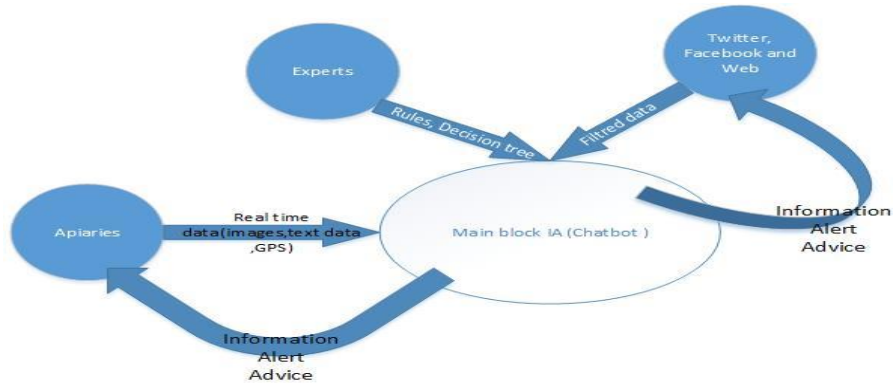 Experts
Twitter,
Facebook and
Web
Rules, Decision tree
Filtred data
Apiaries
Real time
data(images,text data
,GPS)
Main block iA (Chatbot )
Information
Alert
Advice
Information
Alert
Advice